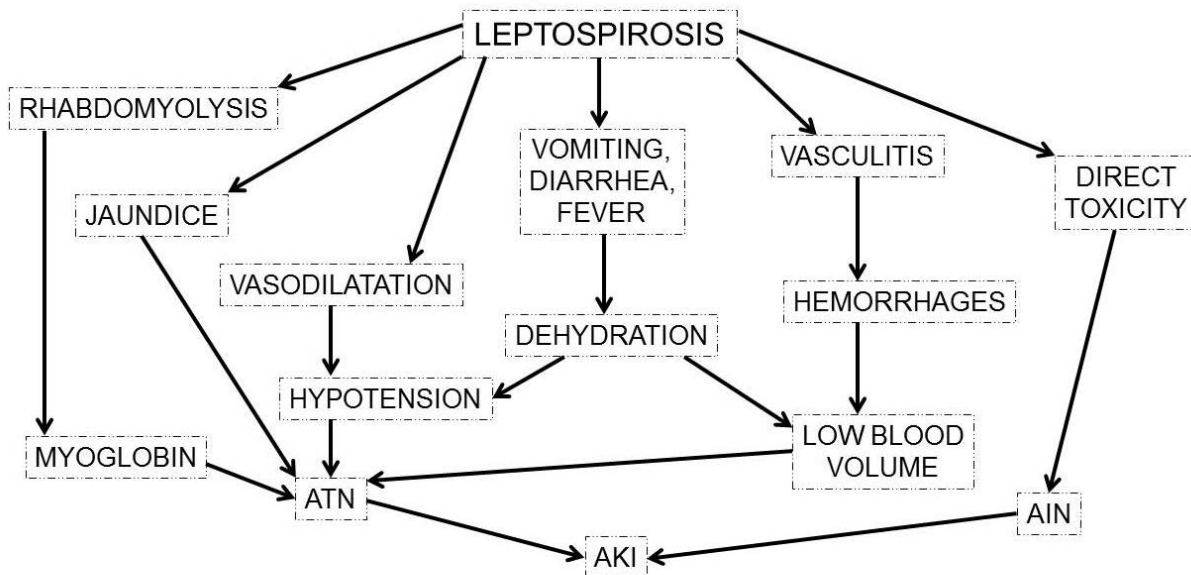 LEPTOSPIROSIS
RHABDOMYOLYSIS
VOMITING,
DIARRHEA,
FEVER
VASCULITIS
DIRECT
TOXICITY
JAUNDICE
VASODILATATION
HEMORRHAGES
DEHYDRATION
HYPOTENSION
MYOGLOBIN
LOW BLOOD
VOLUME
ATN
AIN
AKI